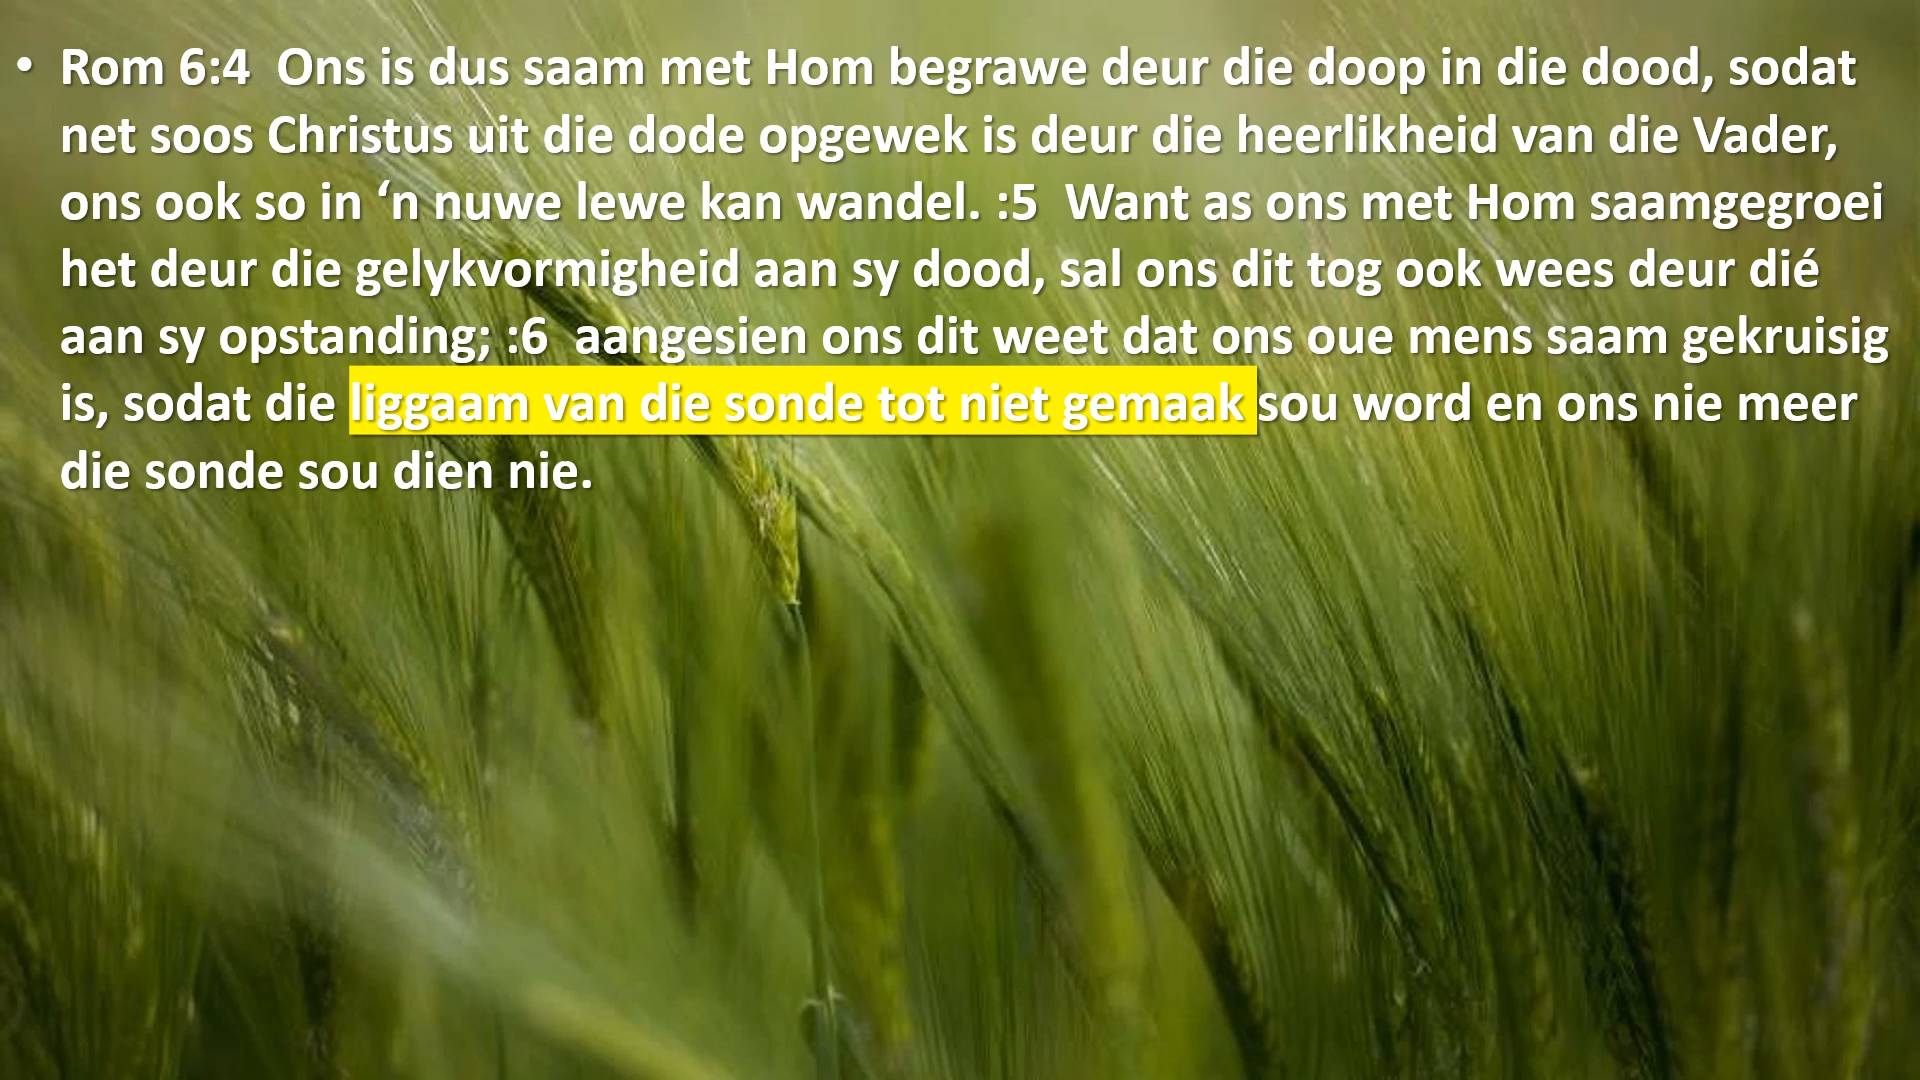 • Rom 6:4  Ons is dus saam met Hom begrawe deur die doop in die dood, sodat
net soos Christus uit die dode opgewek is deur die heerlikheid van die Vader,
ons ook so in ‘n nuwe lewe kan wandel. :5  Want as ons met Hom saamgegroei
het deur die gelykvormigheid aan sy dood, sal ons dit tog ook wees deur dié
aan sy opstanding; :6  aangesien ons dit weet dat ons oue mens saam gekruisig
is, sodat die liggaam van die sonde tot niet gemaak sou word en ons nie meer
die sonde sou dien nie.